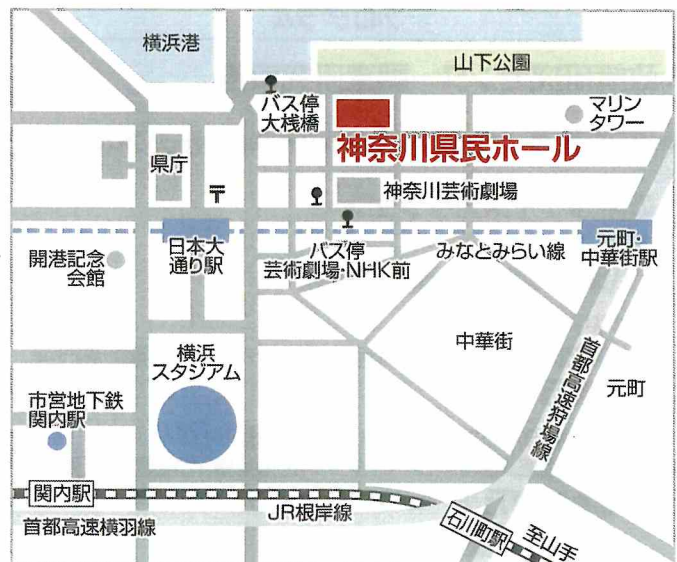 横浜港
山下公園
バス停
大桟橋
マリン
タワー
神奈川県民ホール
県庁
〒
神奈川芸術劇場
日本大
通り駅
バス停
芸術劇場・NHK前
みなとみらい線
元町・
中華街駅
開港記念
会館
横浜
スタジアム
中華街
首都高速狩場線
元町
市営地下鉄
関内駅
関内駅
首都高速横羽線
JR根岸線
石川町駅
至山手